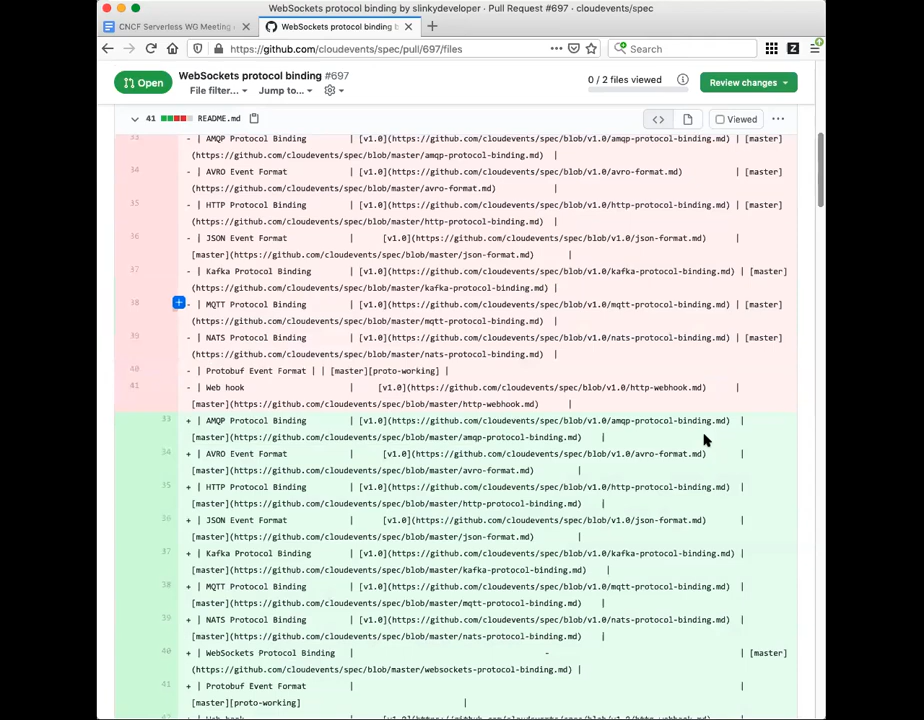 WebSockets protocol binding by slinkydeveloper · Pull Request #697 · cloudevents/spec
CNCF Serverless WG Meeting
WebSockets protocol binding b
https://github.com/cloudevents/spec/pull/697/files
Search
Open
WebSockets protocol binding #697
File filter...
Jump to...
0 / 2 files viewed
Review changes
41 README.md
Viewed
33 - | AMQP Protocol Binding | [v1.0](https://github.com/cloudevents/spec/blob/v1.0/amqp-protocol-binding.md) | [master]
(https://github.com/cloudevents/spec/blob/master/amqp-protocol-binding.md) |
34 - | AVRO Event Format | [v1.0](https://github.com/cloudevents/spec/blob/v1.0/avro-format.md) | [master]
(https://github.com/cloudevents/spec/blob/master/avro-format.md) |
35 - | HTTP Protocol Binding | [v1.0](https://github.com/cloudevents/spec/blob/v1.0/http-protocol-binding.md) | [master]
(https://github.com/cloudevents/spec/blob/master/http-protocol-binding.md) |
36 - | JSON Event Format | [v1.0](https://github.com/cloudevents/spec/blob/v1.0/json-format.md) |
[master](https://github.com/cloudevents/spec/blob/master/json-format.md) |
37 - | Kafka Protocol Binding | [v1.0](https://github.com/cloudevents/spec/blob/v1.0/kafka-protocol-binding.md) | [master]
(https://github.com/cloudevents/spec/blob/master/kafka-protocol-binding.md) |
38 - | MQTT Protocol Binding | [v1.0](https://github.com/cloudevents/spec/blob/v1.0/mqtt-protocol-binding.md) | [master]
(https://github.com/cloudevents/spec/blob/master/mqtt-protocol-binding.md) |
39 - | NATS Protocol Binding | [v1.0](https://github.com/cloudevents/spec/blob/v1.0/nats-protocol-binding.md) | [master]
(https://github.com/cloudevents/spec/blob/master/nats-protocol-binding.md) |
40 - | Protobuf Event Format | | [master][proto-working] |
41 - | Web hook | [v1.0](https://github.com/cloudevents/spec/blob/v1.0/http-webhook.md) |
[master](https://github.com/cloudevents/spec/blob/master/http-webhook.md) |
33 + | AMQP Protocol Binding | [v1.0](https://github.com/cloudevents/spec/blob/v1.0/amqp-protocol-binding.md) |
[master](https://github.com/cloudevents/spec/blob/master/amqp-protocol-binding.md) |
34 + | AVRO Event Format | [v1.0](https://github.com/cloudevents/spec/blob/v1.0/avro-format.md) |
[master](https://github.com/cloudevents/spec/blob/master/avro-format.md) |
35 + | HTTP Protocol Binding | [v1.0](https://github.com/cloudevents/spec/blob/v1.0/http-protocol-binding.md) |
[master](https://github.com/cloudevents/spec/blob/master/http-protocol-binding.md) |
36 + | JSON Event Format | [v1.0](https://github.com/cloudevents/spec/blob/v1.0/json-format.md) |
[master](https://github.com/cloudevents/spec/blob/master/json-format.md) |
37 + | Kafka Protocol Binding | [v1.0](https://github.com/cloudevents/spec/blob/v1.0/kafka-protocol-binding.md) |
[master](https://github.com/cloudevents/spec/blob/master/kafka-protocol-binding.md) |
38 + | MQTT Protocol Binding | [v1.0](https://github.com/cloudevents/spec/blob/v1.0/mqtt-protocol-binding.md) |
[master](https://github.com/cloudevents/spec/blob/master/mqtt-protocol-binding.md) |
39 + | NATS Protocol Binding | [v1.0](https://github.com/cloudevents/spec/blob/v1.0/nats-protocol-binding.md) |
[master](https://github.com/cloudevents/spec/blob/master/nats-protocol-binding.md) |
40 + | WebSockets Protocol Binding | - | [master]
(https://github.com/cloudevents/spec/blob/master/websockets-protocol-binding.md) |
41 + | Protobuf Event Format |
[master][proto-working] |